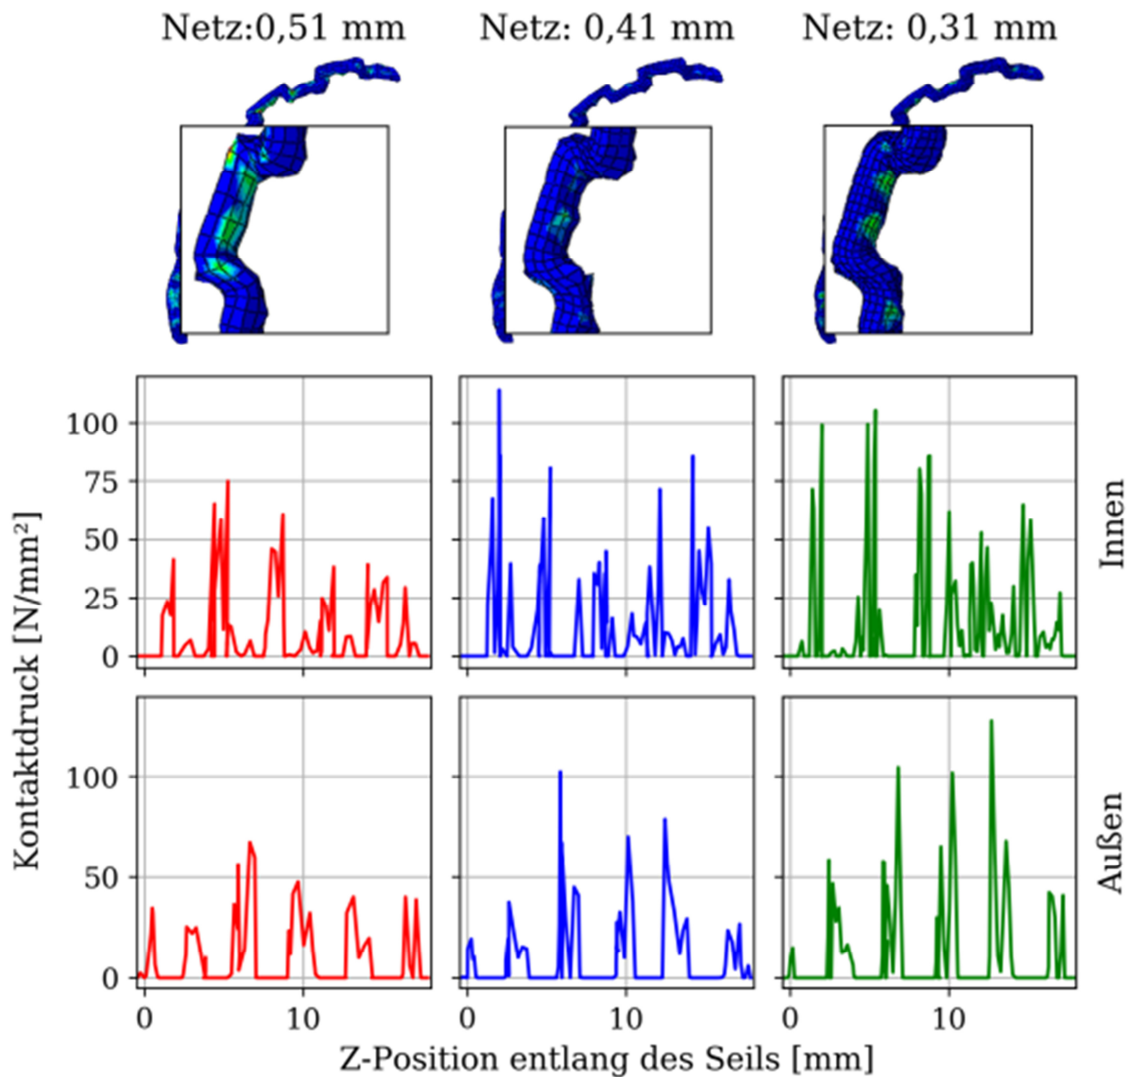 Netz:0,51 mm
Netz: 0,41 mm
Netz: 0,31 mm
100
75
50
25
0
Innen
Kontaktdruck [N/mm²]
100
50
0
Außen
0
10
0
10
0
10
Z-Position entlang des Seils [mm]